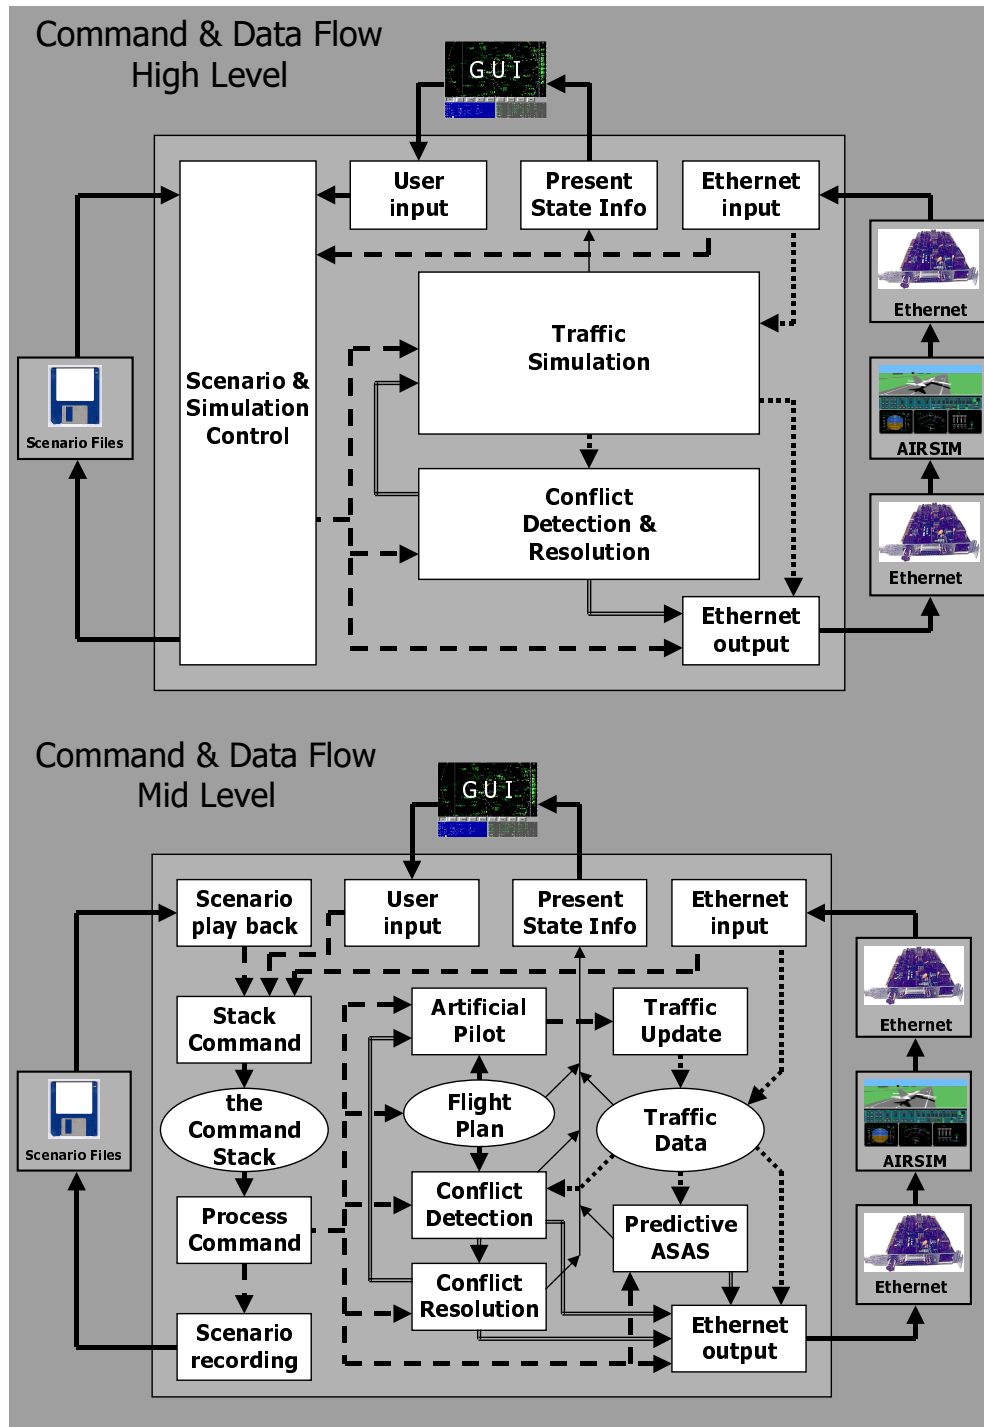 Command & Data Flow
High Level
G U I
User
input
Present
State Info
Ethernet
input
Ethernet
Traffic
Simulation
Scenario &
Simulation
Control
Scenario Files
AIRSIM
Conflict
Detection &
Resolution
Ethernet
Ethernet
output
Command & Data Flow
Mid Level
G U I
Scenario
play back
User
input
Present
State Info
Ethernet
input
Stack
Command
Artificial
Pilot
Traffic
Update
Ethernet
the
Command
Stack
Flight
Plan
Traffic
Data
Scenario Files
AIRSIM
Process
Command
Conflict
Detection
Predictive
ASAS
Conflict
Resolution
Ethernet
Scenario
recording
Ethernet
output